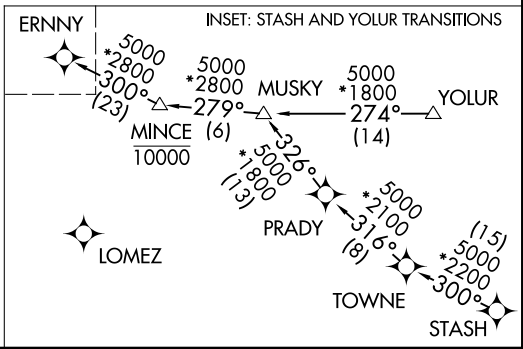 INSET: STASH AND YOLUR TRANSITIONS
ERNNY
5000
*2800
300°
(23)
MINCE
10000
5000
*2800
279°
(6)
MUSKY
5000
*1800
274°
(14)
YOLUR
326°
5000
*1800
(13)
PRADY
5000
*2100
316°
(8)
TOWNE
(15)
5000
*2200
300°
STASH
LOMEZ